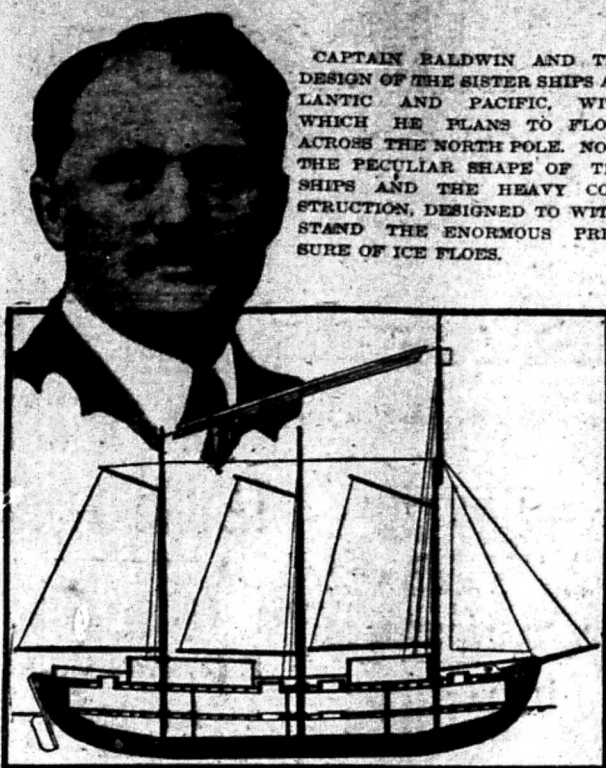 CAPTAIN BALDWIN AND T
DESIGN OF THE SISTER SHIPS A
LANTIC AND PACIFIC, WI
WHICH HE PLANS TO FLO
ACROSS THE NORTH POLE. NO
THE PECULIAR SHAPE OF T
SHIPS AND THE HEAVY CO
STRUCTION, DESIGNED TO WIT
STAND THE ENORMOUS PRE
SURE OF ICE FLOES.